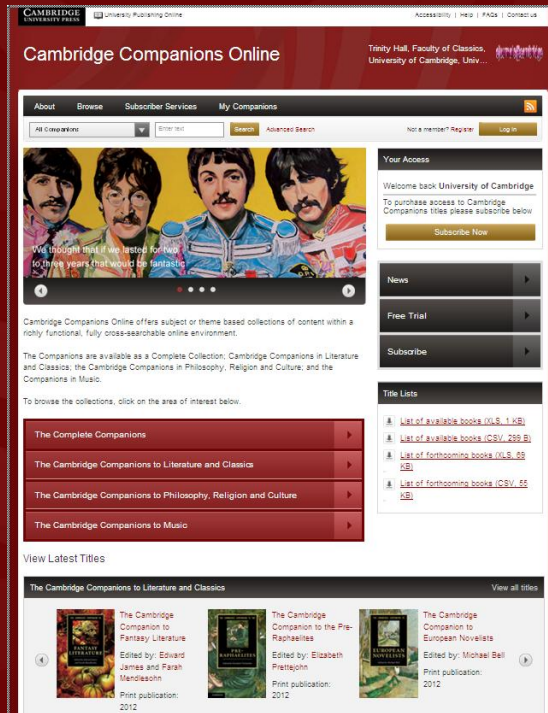 CAMBRIDGE
UNIVERSITY PRESS
University Publishing Online
Accessibility | Help | FAQs | Contact us
Cambridge Companions Online
Trinity Hall, Faculty of Classics,
University of Cambridge, Univ...
About Browse Subscriber Services My Companions
All Companions
Enter text
Search
Advanced Search
Not a member? Register
Log in
We thought that if we lasted for two
to three years that would be fantastic
Your Access
Welcome back University of Cambridge
To purchase access to Cambridge
Companions titles please subscribe below
Subscribe Now
News
Free Trial
Subscribe
Cambridge Companions Online offers subject or theme based collections of content within a
richly functional, fully cross-searchable online environment.
The Companions are available as a Complete Collection; Cambridge Companions in Literature
and Classics; the Cambridge Companions in Philosophy, Religion and Culture; and the
Companions in Music.
To browse the collections, click on the area of interest below.
The Complete Companions
The Cambridge Companions to Literature and Classics
The Cambridge Companions to Philosophy, Religion and Culture
The Cambridge Companions to Music
Title Lists
List of available books (XLS, 1 KB)
List of available books (CSV, 299 B)
List of forthcoming books (XLS, 69
KB)
List of forthcoming books (CSV, 55
KB)
View Latest Titles
The Cambridge Companions to Literature and Classics
View all titles
FANTASY
LITERATURE
The Cambridge
Companion to
Fantasy Literature
Edited by: Edward
James and Farah
Mendlesohn
Print publication:
2012
PRE-
RAPHAELITES
The Cambridge
Companion to the Pre-
Raphaelites
Edited by: Elizabeth
Prettejohn
Print publication:
2012
EUROPEAN
NOVELISTS
The Cambridge
Companion to
European Novelists
Edited by: Michael Bell
Print publication:
2012